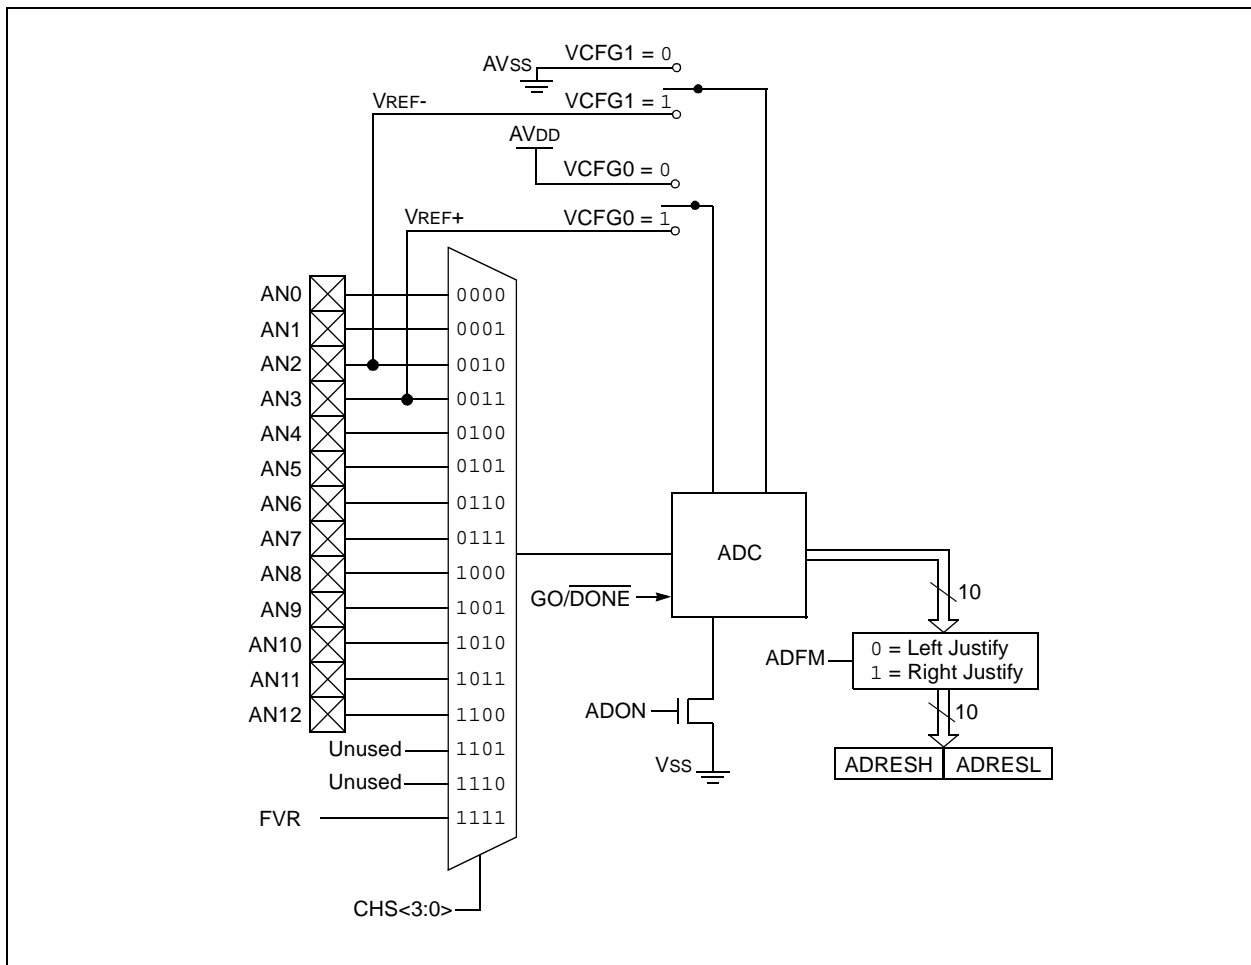 VCFG1 = 0
AVSS
VREF-
VCFG1 = 1
AVDD
VCFG0 = 0
VREF+
VCFG0 = 1
AN0
0000
AN1
0001
AN2
0010
AN3
0011
AN4
0100
AN5
0101
AN6
0110
AN7
0111
AN8
1000
AN9
1001
AN10
1010
AN11
1011
AN12
1100
Unused
1101
Unused
1110
FVR
1111
CHS<3:0>
ADC
GO/DONE
10
ADFM
0 = Left Justify
1 = Right Justify
10
ADON
VSS
ADRESH
ADRESL